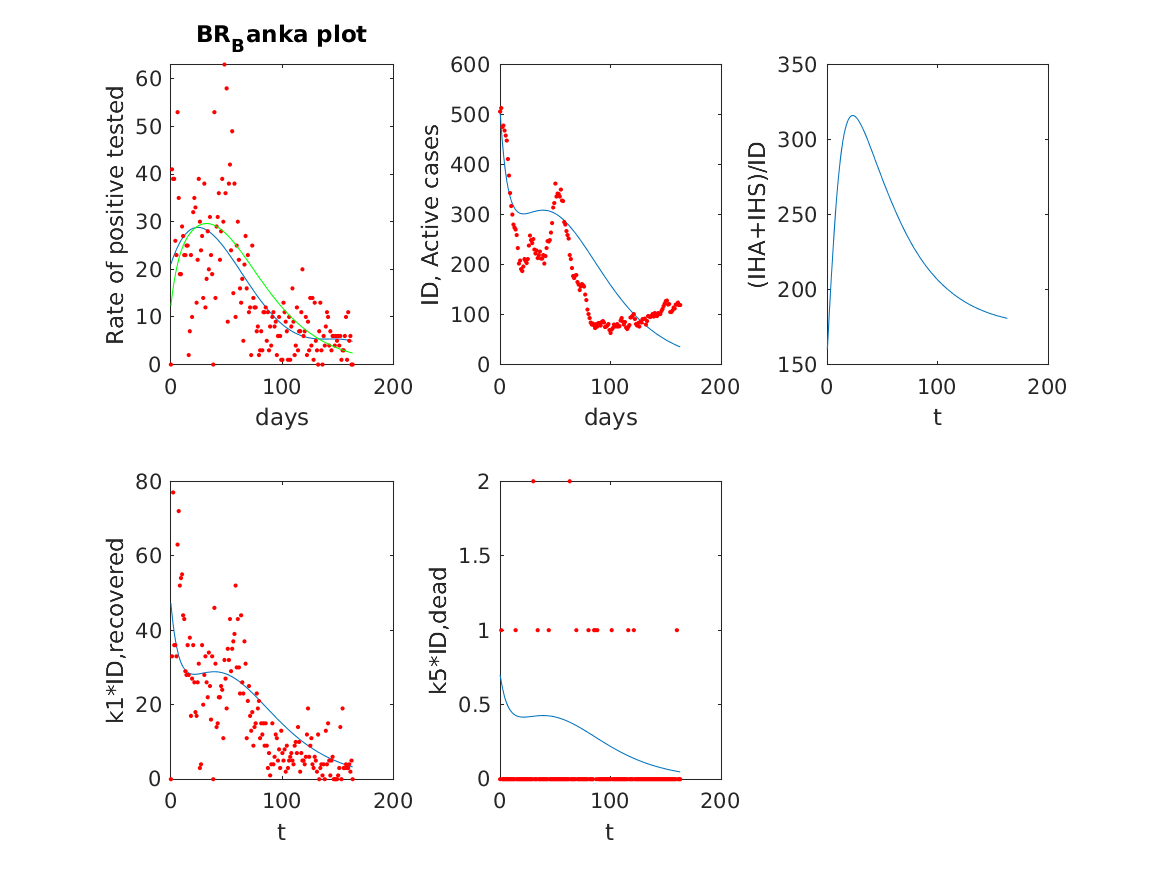 BR_Banka plot
Rate of positive tested
60
50
40
30
20
10
0
0 100 200
days
ID, Active cases
600
500
400
300
200
100
0
0 100 200
days
(IHA+IHS)/ID
350
300
250
200
150
0 100 200
t
k1*ID,recovered
80
60
40
20
0
0 100 200
t
k5*ID,dead
2
1.5
1
0.5
0
0 100 200
t